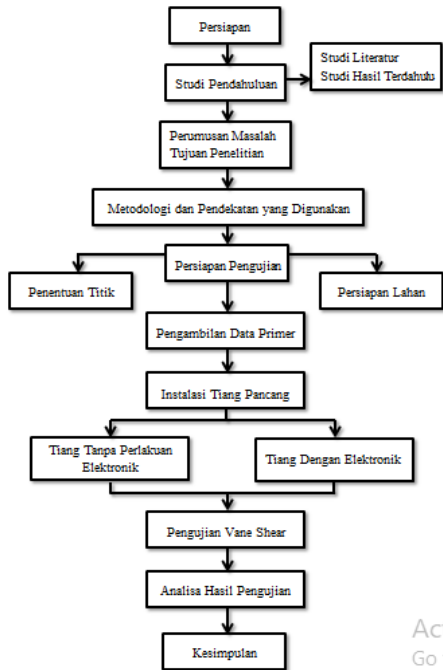 Persiapan
Studi Literatur
Studi Hasil Terdahulu
Studi Pendahuluan
Perumusan Masalah
Tujuan Penelitian
Metodologi dan Pendekatan yang Digunakan
Persiapan Pengujian
Penentuan Titik
Persiapan Lahan
Pengambilan Data Primer
Instalasi Tiang Pancang
Tiang Tanpa Perlakuan
Elektronik
Tiang Dengan Elektronik
Pengujian Vane Shear
Analisa Hasil Pengujian
Kesimpulan
Ac
Go